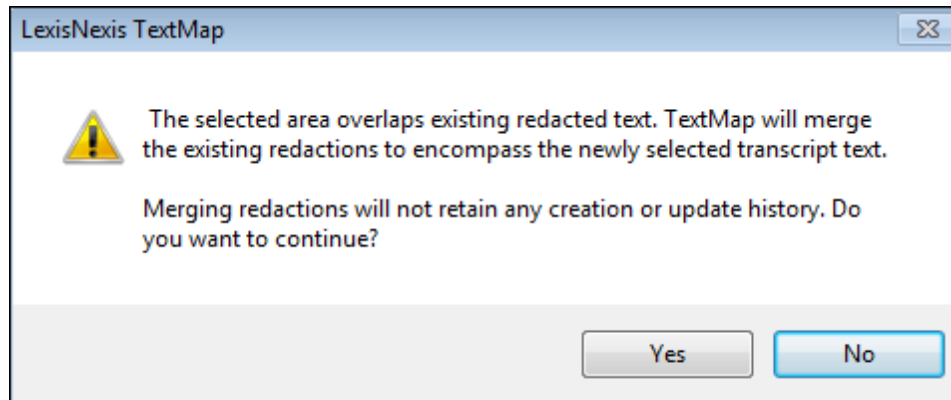 LexisNexis TextMap
The selected area overlaps existing redacted text. TextMap will merge
the existing redactions to encompass the newly selected transcript text.
Merging redactions will not retain any creation or update history. Do
you want to continue?
Yes
No